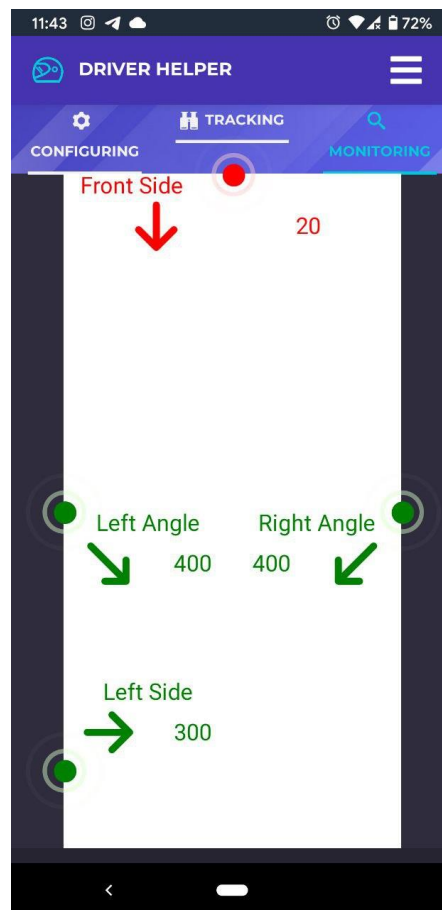 11:43 72%
DRIVER HELPER
TRACKING
CONFIGURING MONITORING
Front Side
20
Left Angle Right Angle
400 400
Left Side
300